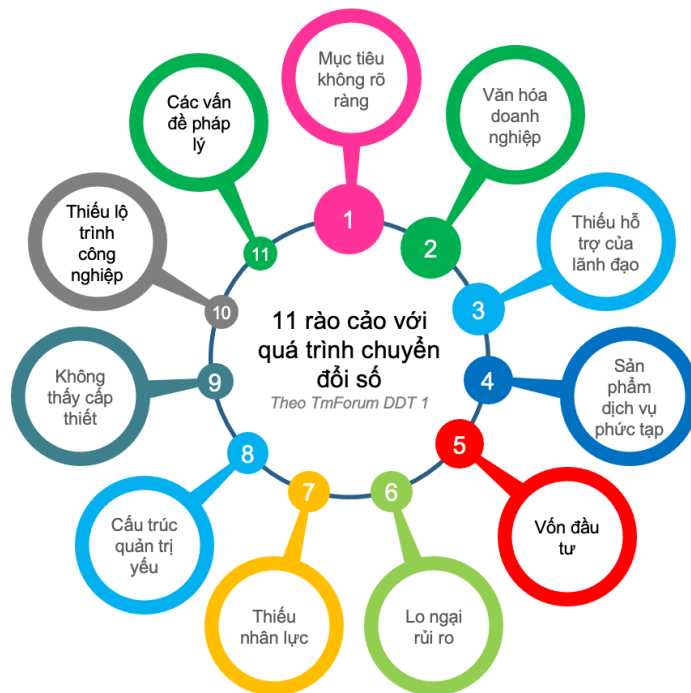 11 rào cảo với
quá trình chuyển
đổi số
Theo TmForum DDT 1
1
Mục tiêu
không rõ
ràng
2
Văn hóa
doanh
nghiệp
3
Thiếu hỗ
trợ của
lãnh đạo
4
Sản
phẩm
dịch vụ
phức tạp
5
Vốn đầu
tư
6
Lo ngại
rủi ro
7
Thiếu
nhân lực
8
Cấu trúc
quản trị
yếu
9
Không
thấy cấp
thiết
10
Thiếu lộ
trình
công
nghiệp
11
Các vấn
đề pháp
lý